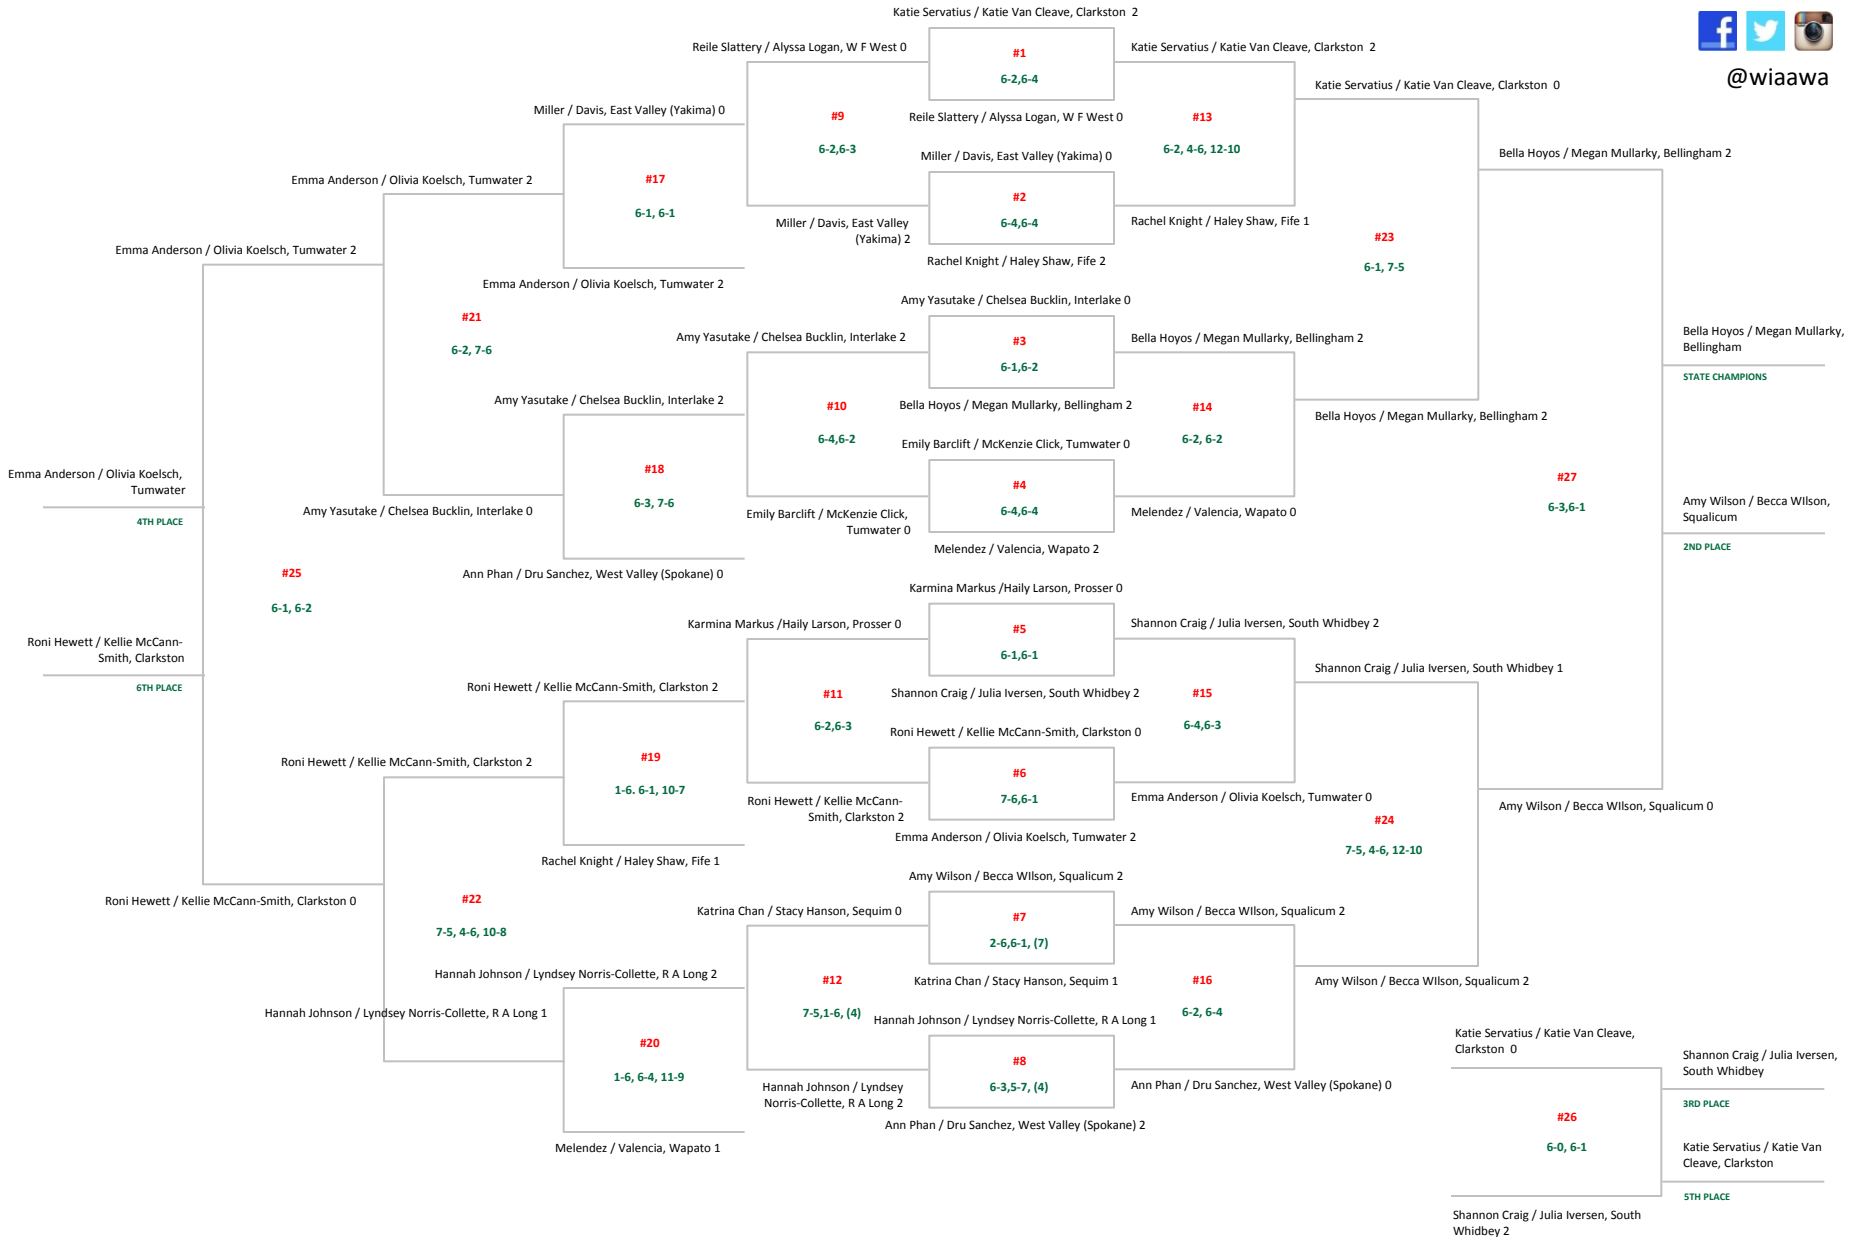 Katie Servatius / Katie Van Cleave, Clarkston 2
@wiaawa
Reile Slattery / Alyssa Logan, W F West 0
#1
6-2,6-4
Katie Servatius / Katie Van Cleave, Clarkston 2
Katie Servatius / Katie Van Cleave, Clarkston 0
Miller / Davis, East Valley (Yakima) 0
#9
6-2,6-3
Reile Slattery / Alyssa Logan, W F West 0
#13
6-2, 4-6, 12-10
Miller / Davis, East Valley (Yakima) 0
Bella Hoyos / Megan Mullarky, Bellingham 2
Emma Anderson / Olivia Koelsch, Tumwater 2
#17
6-1, 6-1
#2
6-4,6-4
Miller / Davis, East Valley
(Yakima) 2
Rachel Knight / Haley Shaw, Fife 1
#23
6-1, 7-5
Emma Anderson / Olivia Koelsch, Tumwater 2
Rachel Knight / Haley Shaw, Fife 2
Emma Anderson / Olivia Koelsch, Tumwater 2
Amy Yasutake / Chelsea Bucklin, Interlake 0
#21
6-2, 7-6
Amy Yasutake / Chelsea Bucklin, Interlake 2
#3
6-1,6-2
Bella Hoyos / Megan Mullarky, Bellingham 2
Bella Hoyos / Megan Mullarky,
Bellingham
STATE CHAMPIONS
Amy Yasutake / Chelsea Bucklin, Interlake 2
#10
6-4,6-2
Bella Hoyos / Megan Mullarky, Bellingham 2
#14
6-2, 6-2
Bella Hoyos / Megan Mullarky, Bellingham 2
Emily Barclift / McKenzie Click, Tumwater 0
Emma Anderson / Olivia Koelsch,
Tumwater
4TH PLACE
#18
6-3, 7-6
#4
6-4,6-4
#27
6-3,6-1
Amy Yasutake / Chelsea Bucklin, Interlake 0
Emily Barclift / McKenzie Click,
Tumwater 0
Melendez / Valencia, Wapato 0
Amy Wilson / Becca WIlson,
Squalicum
2ND PLACE
Melendez / Valencia, Wapato 2
#25
6-1, 6-2
Ann Phan / Dru Sanchez, West Valley (Spokane) 0
Karmina Markus /Haily Larson, Prosser 0
Karmina Markus /Haily Larson, Prosser 0
#5
6-1,6-1
Shannon Craig / Julia Iversen, South Whidbey 2
Roni Hewett / Kellie McCann-
Smith, Clarkston
6TH PLACE
Shannon Craig / Julia Iversen, South Whidbey 1
Roni Hewett / Kellie McCann-Smith, Clarkston 2
#11
6-2,6-3
Shannon Craig / Julia Iversen, South Whidbey 2
#15
6-4,6-3
Roni Hewett / Kellie McCann-Smith, Clarkston 0
Roni Hewett / Kellie McCann-Smith, Clarkston 2
#19
1-6. 6-1, 10-7
#6
7-6,6-1
Roni Hewett / Kellie McCann-
Smith, Clarkston 2
Emma Anderson / Olivia Koelsch, Tumwater 0
Amy Wilson / Becca WIlson, Squalicum 0
#24
7-5, 4-6, 12-10
Emma Anderson / Olivia Koelsch, Tumwater 2
Rachel Knight / Haley Shaw, Fife 1
Amy Wilson / Becca WIlson, Squalicum 2
Roni Hewett / Kellie McCann-Smith, Clarkston 0
#22
7-5, 4-6, 10-8
Katrina Chan / Stacy Hanson, Sequim 0
#7
2-6,6-1, (7)
Amy Wilson / Becca WIlson, Squalicum 2
Hannah Johnson / Lyndsey Norris-Collette, R A Long 2
#12
7-5,1-6, (4)
Katrina Chan / Stacy Hanson, Sequim 1
#16
6-2, 6-4
Amy Wilson / Becca WIlson, Squalicum 2
Hannah Johnson / Lyndsey Norris-Collette, R A Long 1
Hannah Johnson / Lyndsey Norris-Collette, R A Long 1
#20
1-6, 6-4, 11-9
#8
6-3,5-7, (4)
Katie Servatius / Katie Van Cleave,
Clarkston 0
Shannon Craig / Julia Iversen,
South Whidbey
3RD PLACE
Hannah Johnson / Lyndsey
Norris-Collette, R A Long 2
Ann Phan / Dru Sanchez, West Valley (Spokane) 0
Ann Phan / Dru Sanchez, West Valley (Spokane) 2
#26
6-0, 6-1
Melendez / Valencia, Wapato 1
Katie Servatius / Katie Van
Cleave, Clarkston
5TH PLACE
Shannon Craig / Julia Iversen, South
Whidbey 2